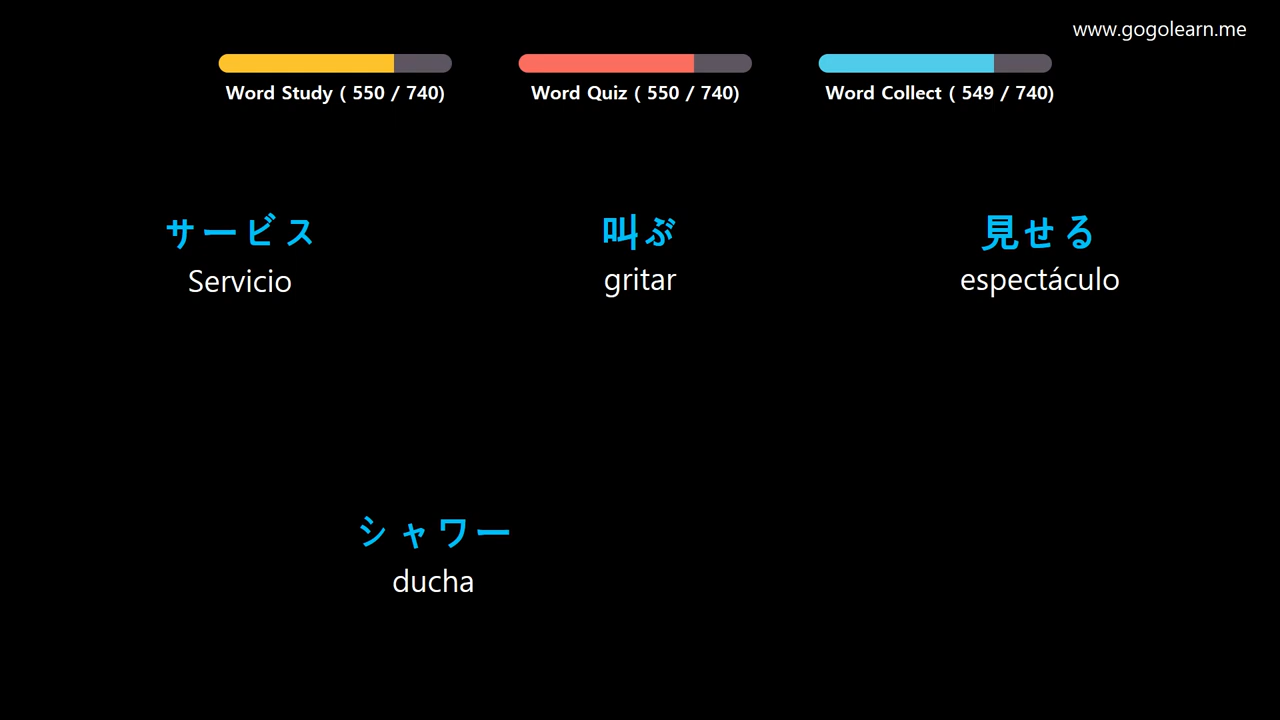 www.gogolearn.me
Word Study ( 550 / 740)
Word Quiz ( 550 / 740)
Word Collect ( 549 / 740)
サービス
Servicio
叫ぶ
gritar
見せる
espectáculo
シャワー
ducha